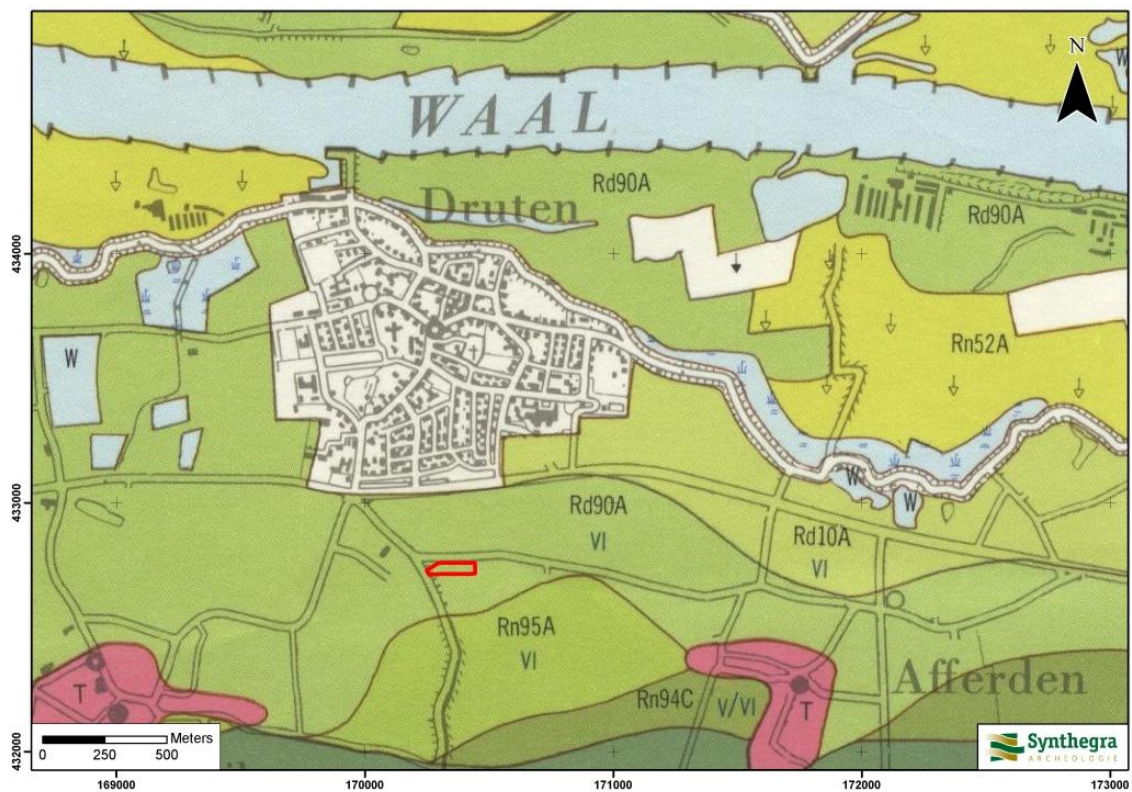 N
W
WAAL
Rd90A
Druten
Rd90A
434000
W
Rn52A
433000
W
W
Rd90A
VI
Rd10A
VI
Rn95A
VI
Rn94C
V/VI
Afferden
T
T
0 250 500 Meters
432000
Synthegra
ARCHEOLOGIE
169000 170000 171000 172000 173000